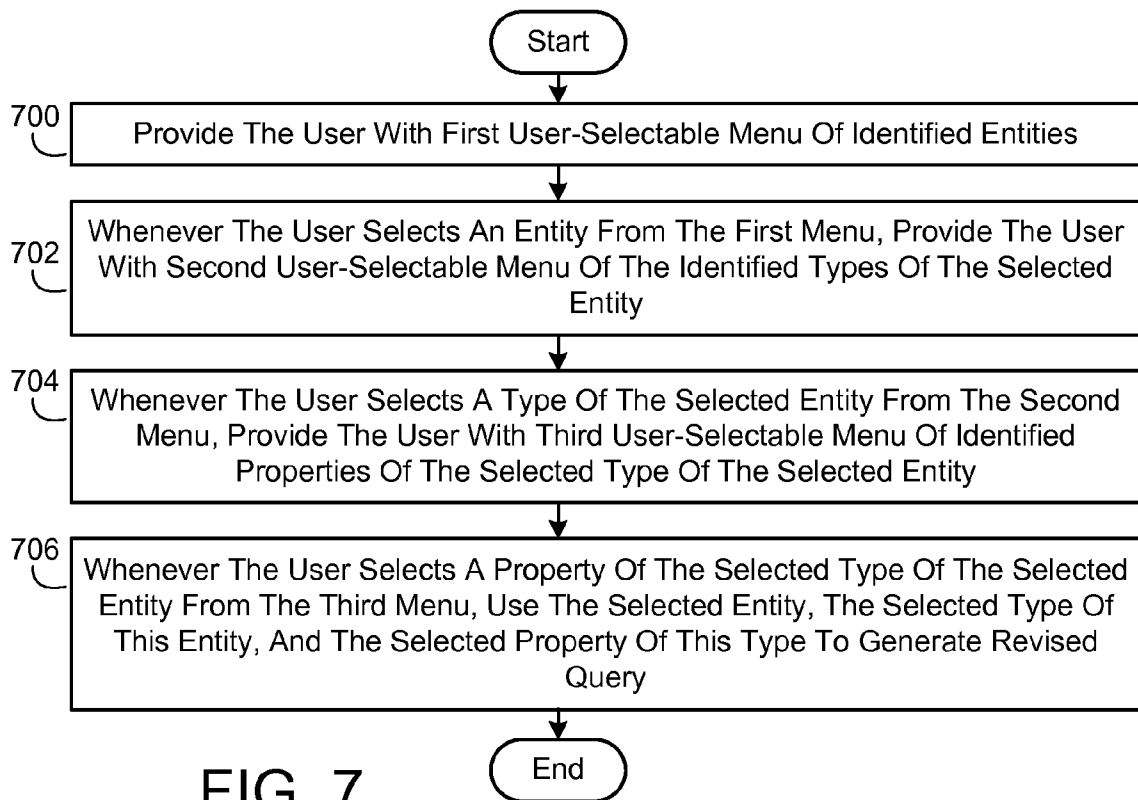 Start
700
Provide The User With First User-Selectable Menu Of Identified Entities
702
Whenever The User Selects An Entity From The First Menu, Provide The User
With Second User-Selectable Menu Of The Identified Types Of The Selected
Entity
704
Whenever The User Selects A Type Of The Selected Entity From The Second
Menu, Provide The User With Third User-Selectable Menu Of Identified
Properties Of The Selected Type Of The Selected Entity
706
Whenever The User Selects A Property Of The Selected Type Of The Selected
Entity From The Third Menu, Use The Selected Entity, The Selected Type Of
This Entity, And The Selected Property Of This Type To Generate Revised
Query
End
FIG. 7